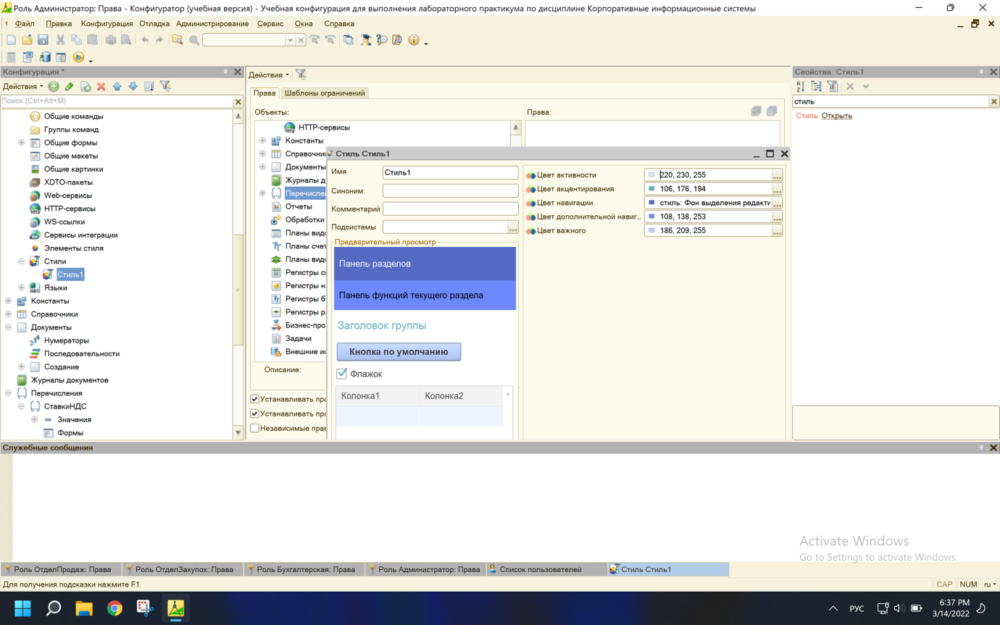 Роль Администратор: Права - Конфигуратор (учебная версия) - Учебная конфигурация для выполнения лабораторного практикума по дисциплине Корпоративные информационные системы
Файл Правка Конфигурация Отладка Администрирование Сервис Окна Справка
Конфигурация *
Действия
Поиск (Ctrl+Alt+M)
Общие команды
Группы команд
Общие формы
Общие макеты
Общие картинки
XDTO-пакеты
Web-сервисы
HTTP-сервисы
WS-ссылки
Сервисы интеграции
Элементы стиля
Стили
Стиль1
Языки
Константы
Справочники
Документы
Нумераторы
Последовательности
Создание
Журналы документов
Перечисления
СтавкиНДС
Значения
Формы
Действия
Права
Шаблоны ограничений
Объекты:
Права:
HTTP-сервисы
Константы
Справочни
Документы
Журналы д
Перечисле
Отчеты
Обработки
Планы видо
Планы счет
Планы видо
Регистры с
Регистры н
Регистры б
Регистры р
Бизнес-про
Задачи
Внешние ис
Описание:
Устанавливать пра
Устанавливать пра
Независимые прав
Стиль Стиль1
Имя
Стиль1
Синоним
Комментарий
Подсистемы
...
Предварительный просмотр
Панель разделов
Панель функций текущего раздела
Заголовок группы
Кнопка по умолчанию
Флажок
Колонка1 Колонка2
Цвет активности 220, 230, 255 ...
Цвет акцентирования 106, 176, 194 ...
Цвет навигации стиль: Фон выделения редакти ...
Цвет дополнительной навиг... 108, 138, 253 ...
Цвет важного 186, 209, 255 ...
Свойства: Стиль1
стиль
Стиль Открыть
Служебные сообщения
Activate Windows
Go to Settings to activate Windows.
Роль ОтделПродаж: Права
Роль ОтделЗакупок: Права
Роль Бухгалтерская: Права
Роль Администратор: Права
Список пользователей
Стиль Стиль1
Для получения подсказки нажмите F1
CAP NUM ru
РУС
6:37 PM
3/14/2022